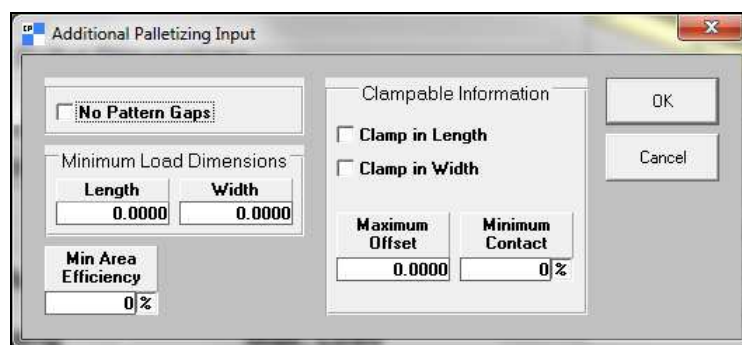 CP Additional Palletizing Input
No Pattern Gaps
Minimum Load Dimensions
Length Width
0.0000 0.0000
Min Area
Efficiency
0 %
Clampable Information
Clamp in Length
Clamp in Width
Maximum Minimum
Offset Contact
0.0000 0 %
OK
Cancel